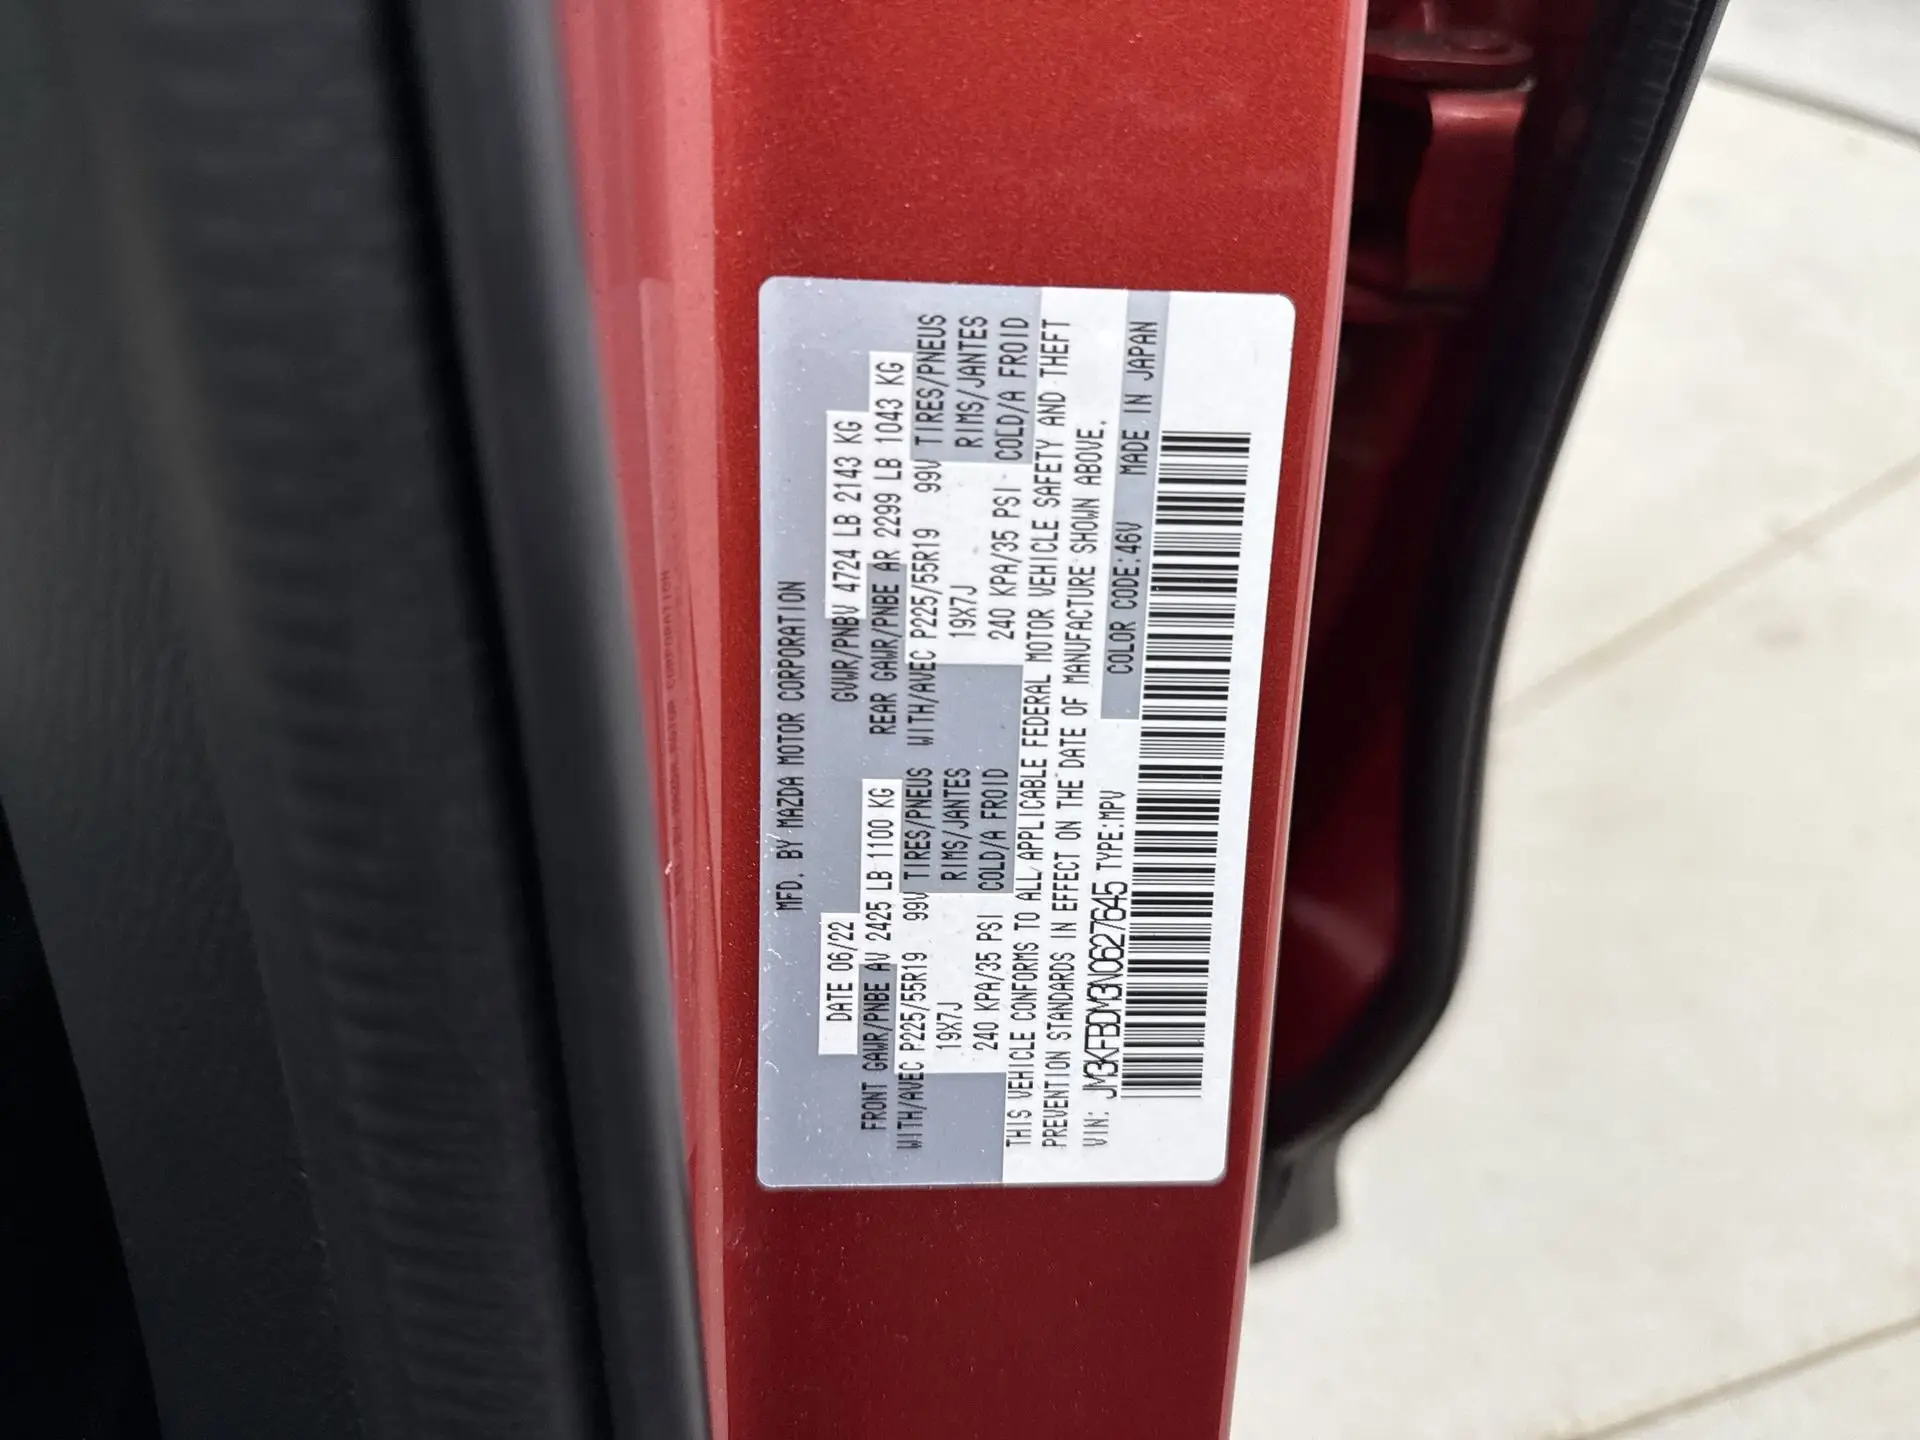 MFD. BY MAZDA MOTOR CORPORATION
DATE 06/22 GVWR/PNBV 4724 LB 2143 KG
FRONT GAWR/PNBE AV 2425 LB 1100 KG REAR GAWR/PNBE AR 2299 LB 1043 KG
WITH/AVEC P225/55R19 99V TIRES/PNEUS WITH/AVEC P225/55R19 99V TIRES/PNEUS
19X7J RIMS/JANTES 19X7J RIMS/JANTES
240 KPA/35 PSI COLD/A FROID 240 KPA/35 PSI COLD/A FROID
THIS VEHICLE CONFORMS TO ALL APPLICABLE FEDERAL MOTOR VEHICLE SAFETY AND THEFT
PREVENTION STANDARDS IN EFFECT ON THE DATE OF MANUFACTURE SHOWN ABOVE.
VIN: JM3KFBDM3N0627645 TYPE:MPV COLOR CODE:46V MADE IN JAPAN